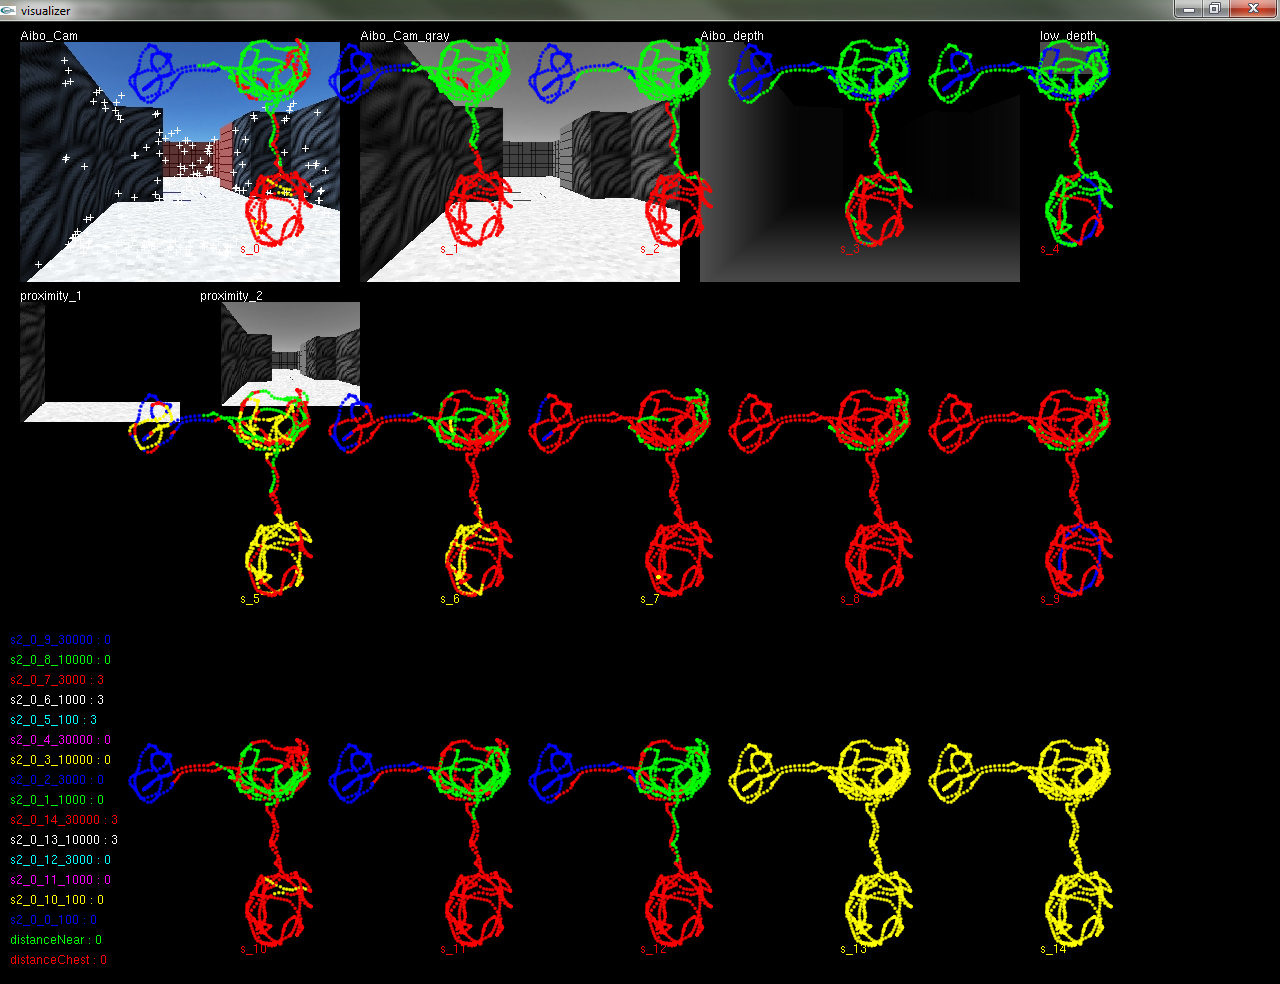 visualizer
Aibo_Cam Aibo_Cam_gray Aibo_depth low_depth
s_0 s_1 s_2 s_3 s_4
proximity_1 proximity_2
s_5 s_6 s_7 s_8 s_9
s2_0_9_30000 : 0
s2_0_8_10000 : 0
s2_0_7_3000 : 3
s2_0_6_1000 : 3
s2_0_5_100 : 3
s2_0_4_30000 : 0
s2_0_3_10000 : 0
s2_0_2_3000 : 0
s2_0_1_1000 : 0
s2_0_14_30000 : 3
s2_0_13_10000 : 3
s2_0_12_3000 : 0
s2_0_11_1000 : 0
s2_0_10_100 : 0
s2_0_0_100 : 0
distanceNear : 0
s_10 s_11 s_12 s_13 s_14
distanceChest : 0